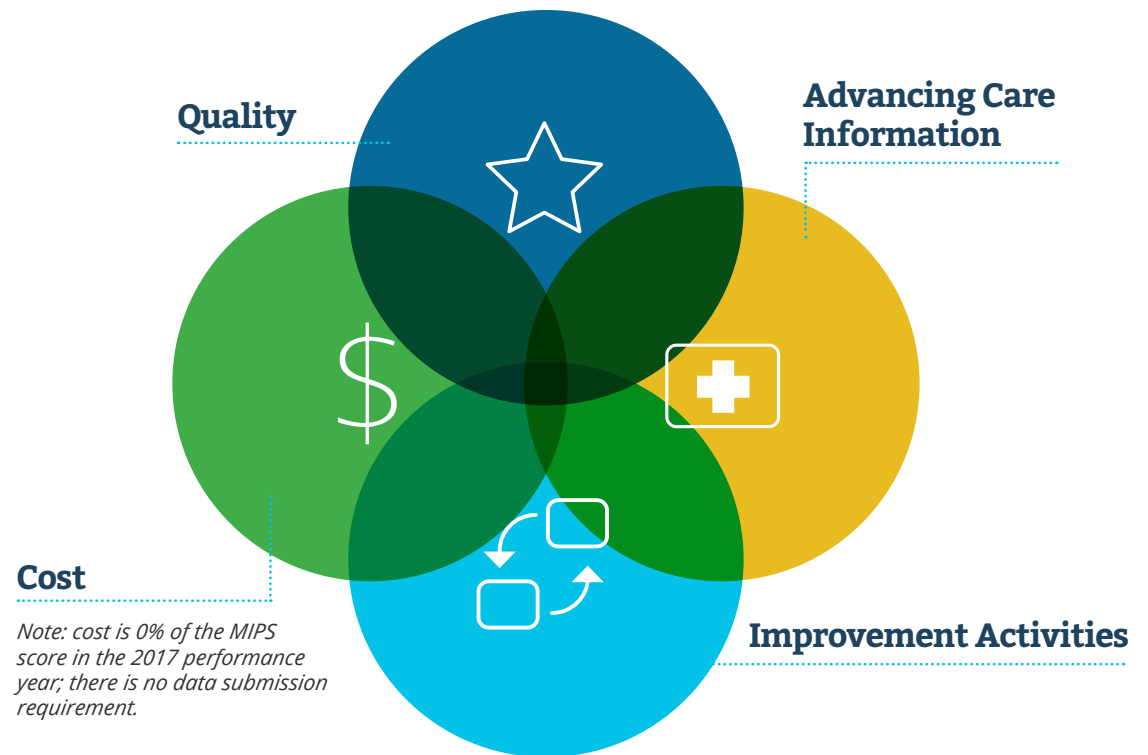 Quality
Advancing Care
Information
$
Cost
Note: cost is 0% of the MIPS
score in the 2017 performance
year; there is no data submission
requirement.
Improvement Activities